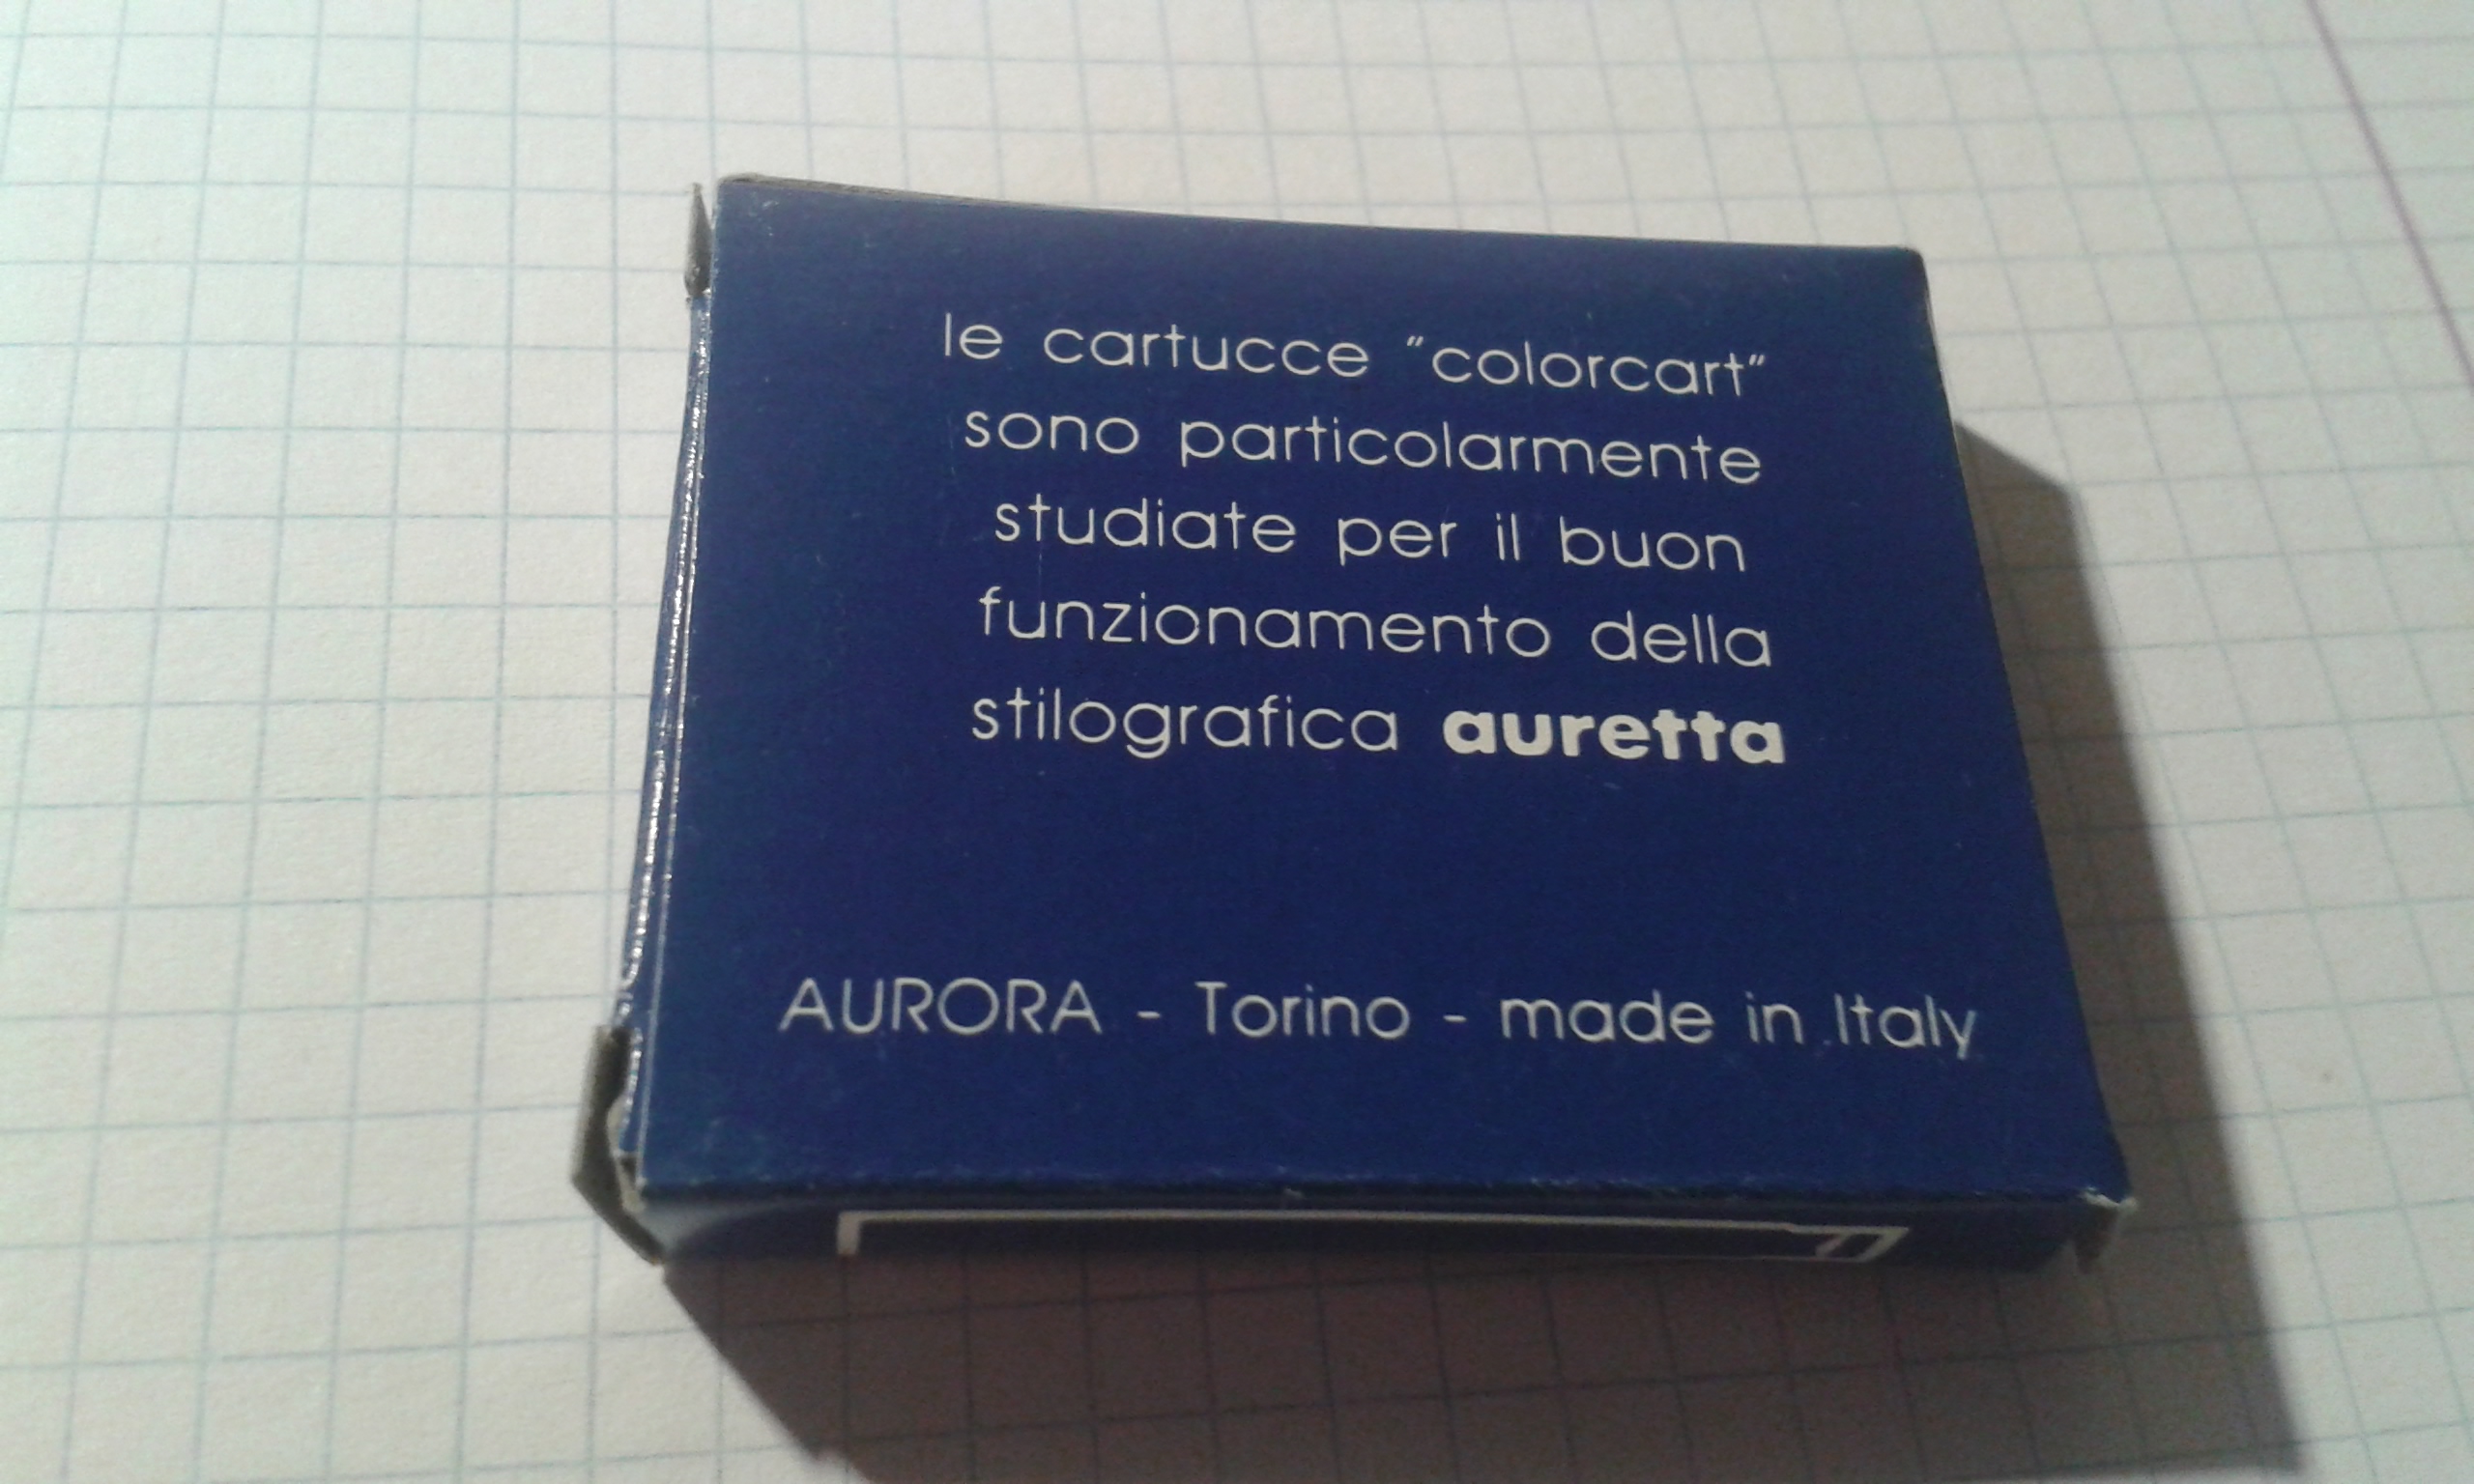 le cartucce "colorcart"
sono particolarmente
studiate per il buon
funzionamento della
stilografica auretta
AURORA - Torino - made in Italy